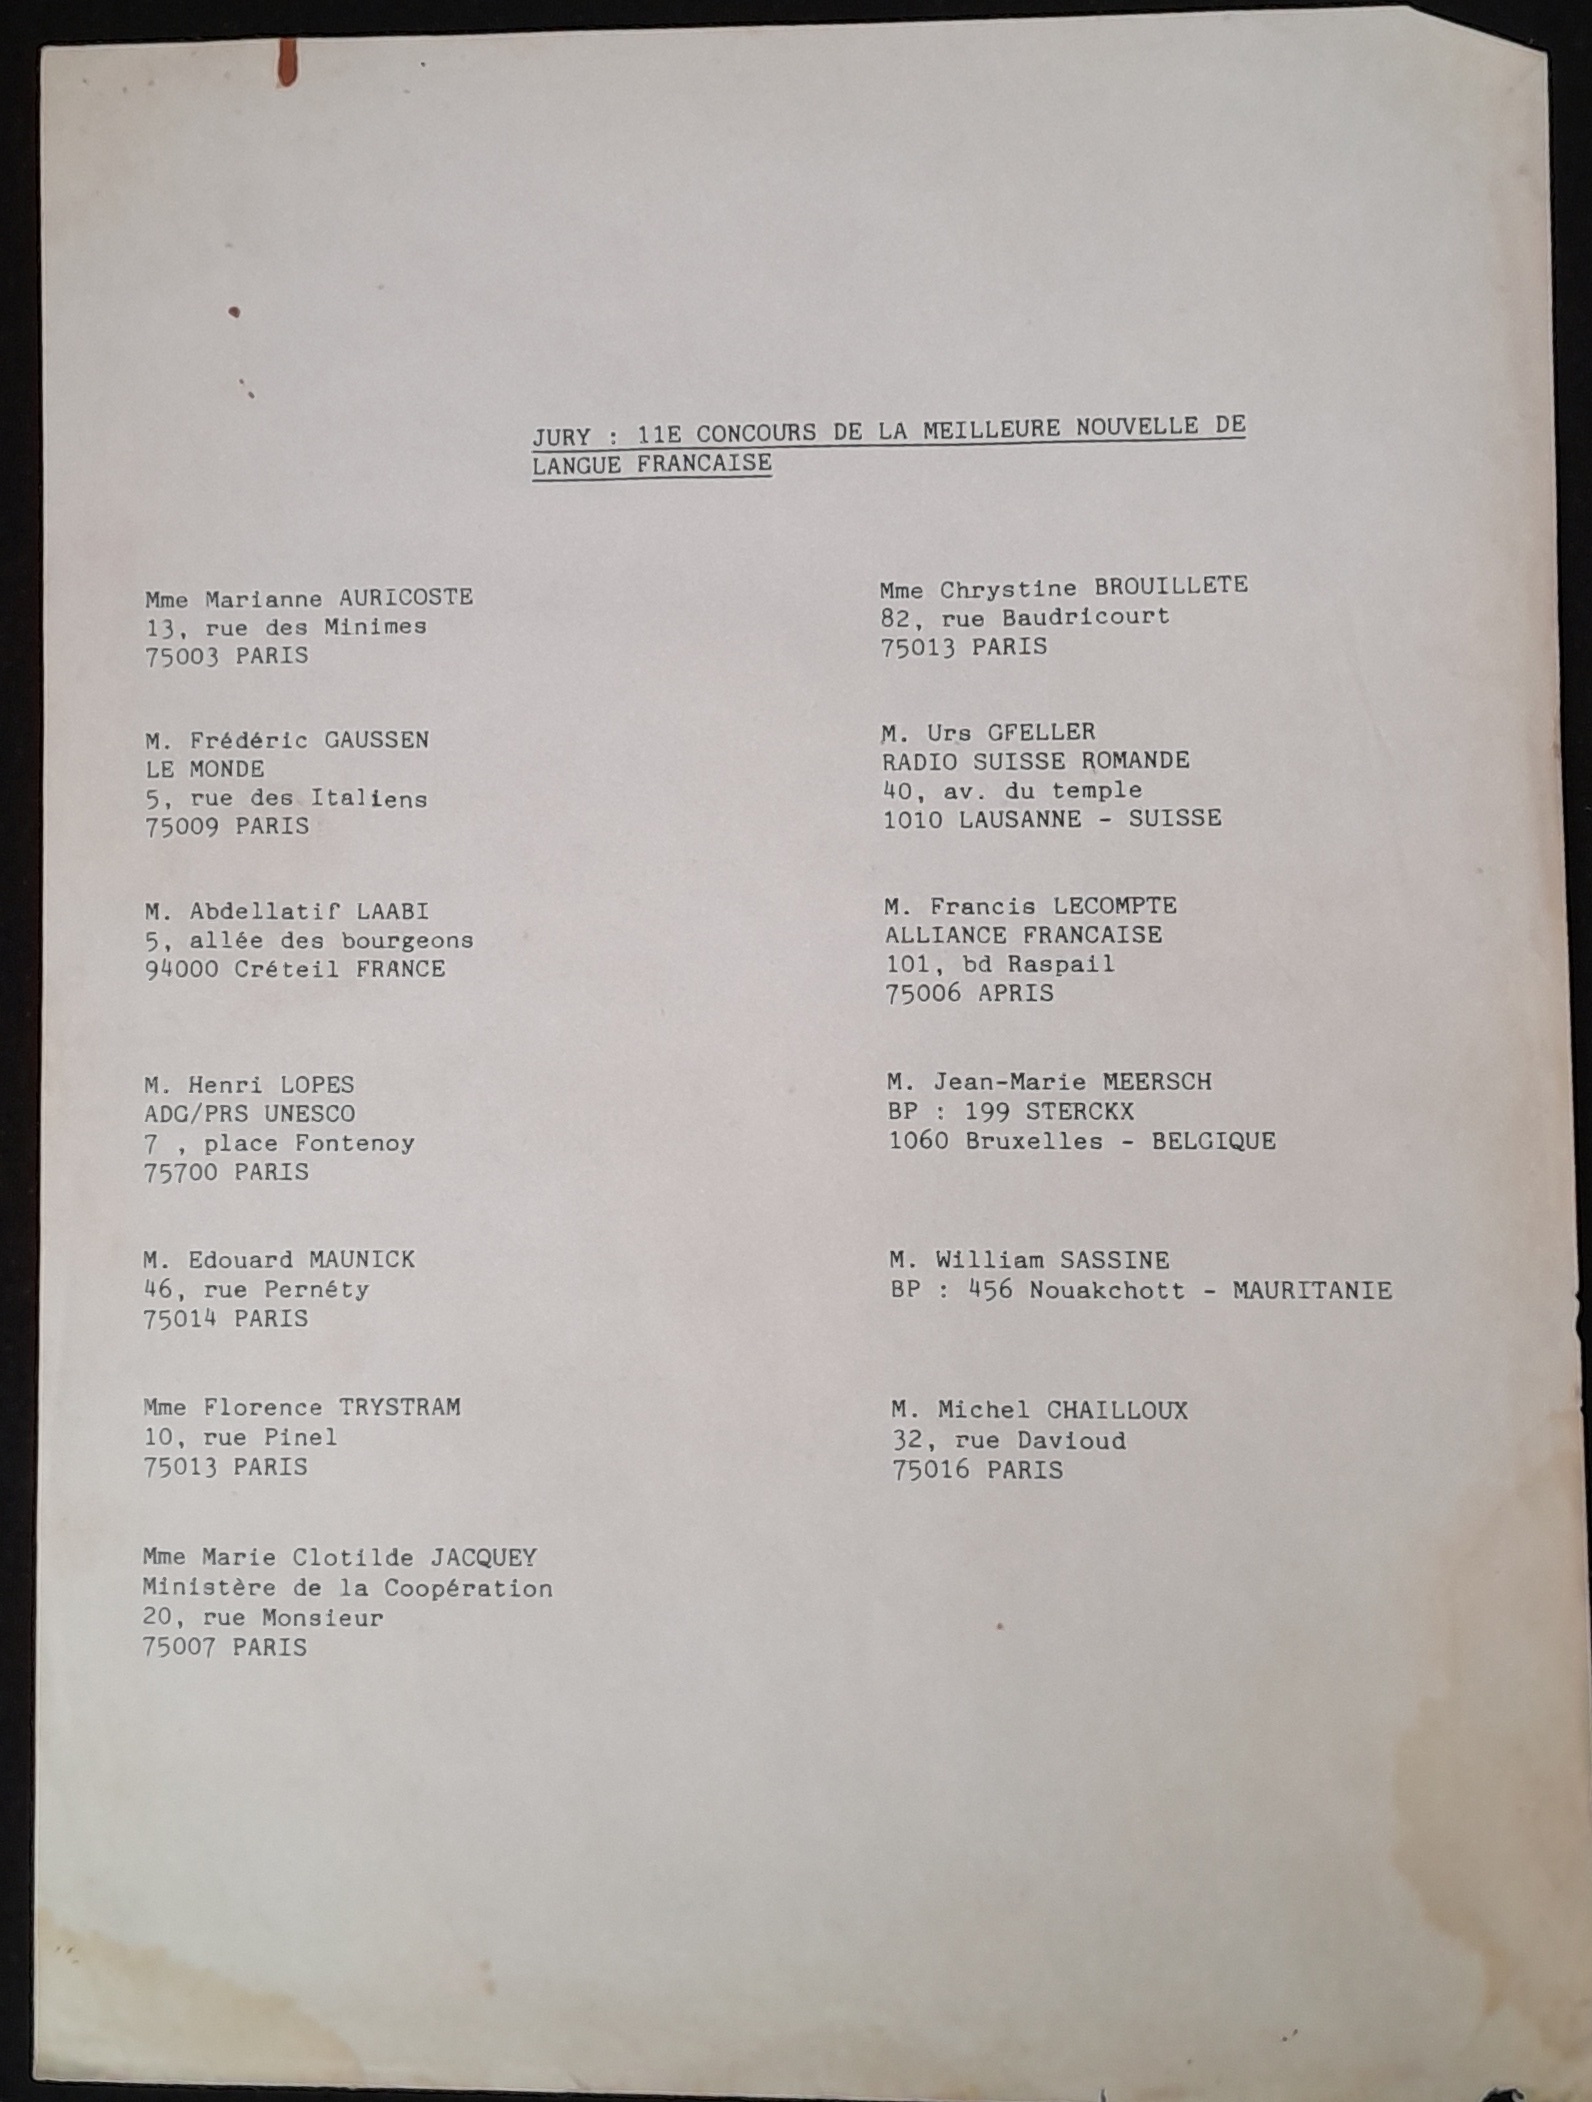 JURY : 11E CONCOURS DE LA MEILLEURE NOUVELLE DE
LANGUE FRANCAISE
Mme Marianne AURICOSTE
13, rue des Minimes
75003 PARIS
M. Frédéric GAUSSEN
LE MONDE
5, rue des Italiens
75009 PARIS
M. Abdellatif LAABI
5, allée des bourgeons
94000 Créteil FRANCE
M. Henri LOPES
ADG/PRS UNESCO
7 , place Fontenoy
75700 PARIS
M. Edouard MAUNICK
46, rue Pernéty
75014 PARIS
Mme Florence TRYSTRAM
10, rue Pinel
75013 PARIS
Mme Marie Clotilde JACQUEY
Ministère de la Coopération
20, rue Monsieur
75007 PARIS
Mme Chrystine BROUILLETE
82, rue Baudricourt
75013 PARIS
M. Urs GFELLER
RADIO SUISSE ROMANDE
40, av. du temple
1010 LAUSANNE - SUISSE
M. Francis LECOMPTE
ALLIANCE FRANCAISE
101, bd Raspail
75006 APRIS
M. Jean-Marie MEERSCH
BP : 199 STERCKX
1060 Bruxelles - BELGIQUE
M. William SASSINE
BP : 456 Nouakchott - MAURITANIE
M. Michel CHAILLOUX
32, rue Davioud
75016 PARIS